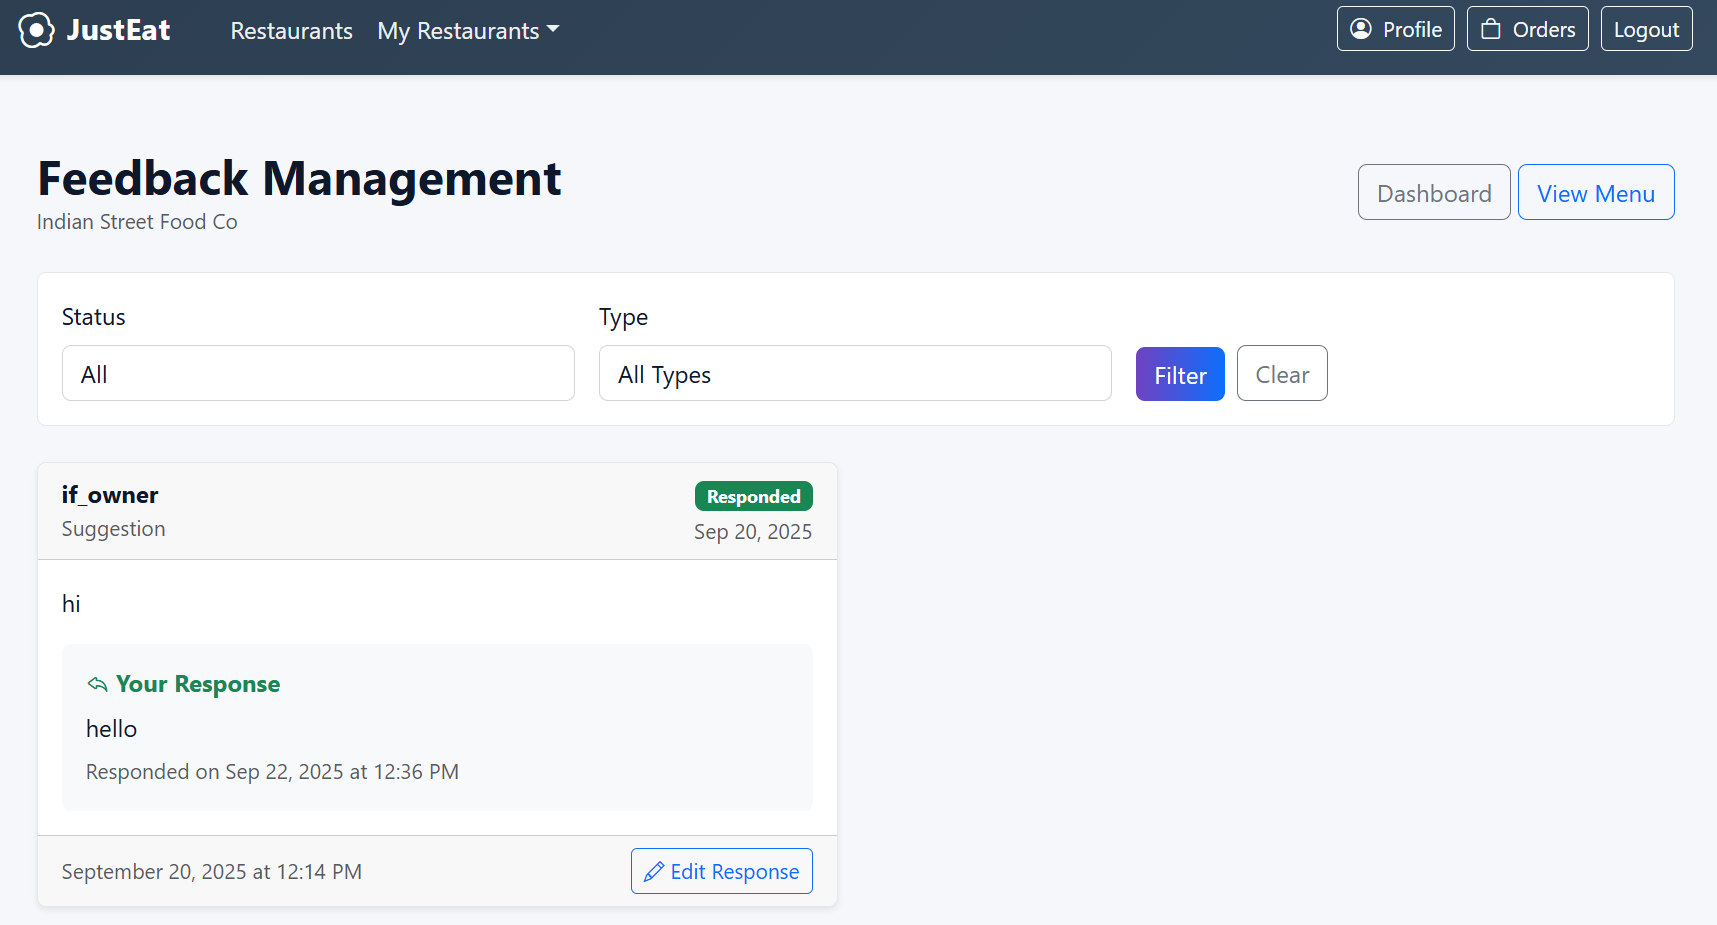 JustEat Restaurants My Restaurants Profile Orders Logout
Feedback Management
Indian Street Food Co
Dashboard View Menu
Status Type
All All Types Filter Clear
if_owner Responded
Suggestion Sep 20, 2025
hi
Your Response
hello
Responded on Sep 22, 2025 at 12:36 PM
September 20, 2025 at 12:14 PM Edit Response